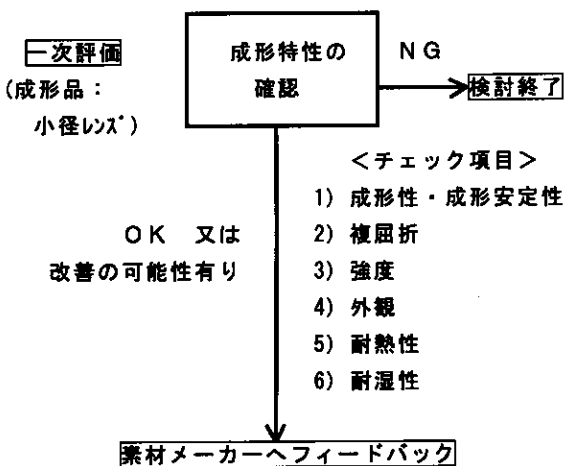 一次評価
(成形品：
小径ﾚﾝｽﾞ)
成形特性の
確認
ＮＧ
検討終了
＜チェック項目＞
1) 成形性・成形安定性
2) 複屈折
3) 強度
4) 外観
5) 耐熱性
6) 耐湿性
ＯＫ 又は
改善の可能性有り
素材メーカーへフィードバック